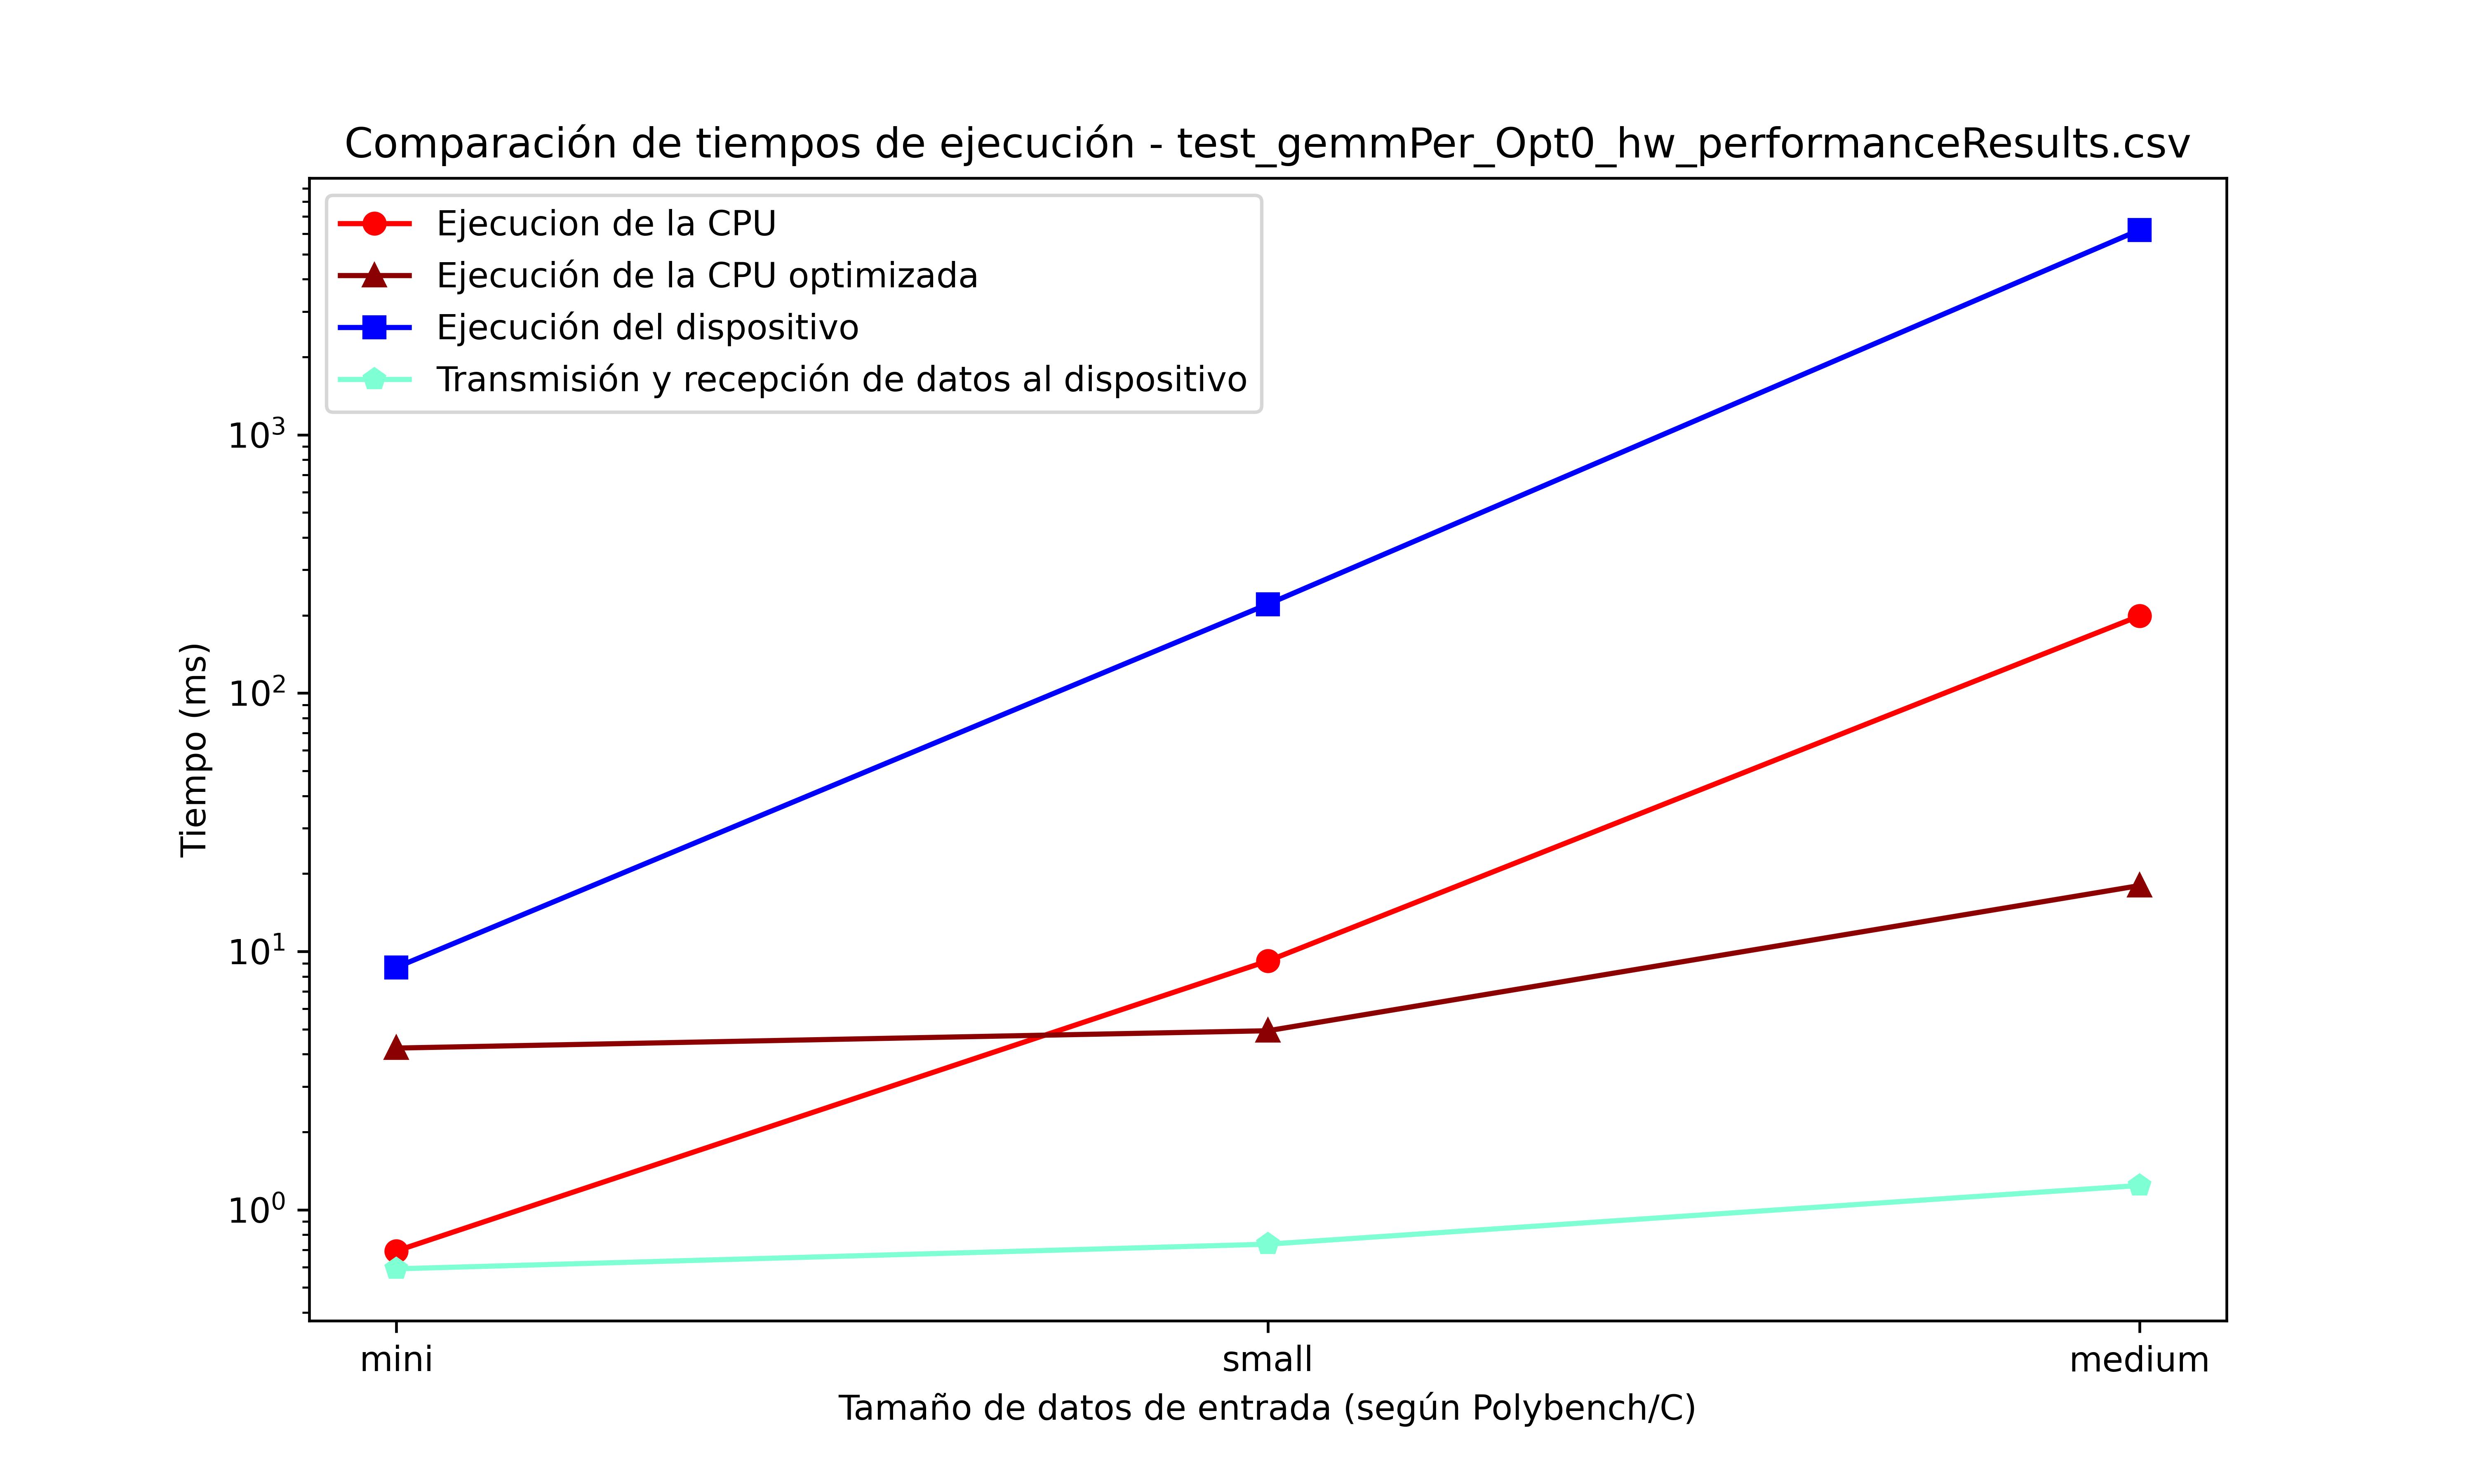 Comparación de tiempos de ejecución - test_gemmPer_Opt0_hw_performanceResults.csv
Ejecucion de la CPU
Ejecución de la CPU optimizada
Ejecución del dispositivo
Transmisión y recepción de datos al dispositivo
10³
10²
10¹
10⁰
Tiempo (ms)
mini small medium
Tamaño de datos de entrada (según Polybench/C)